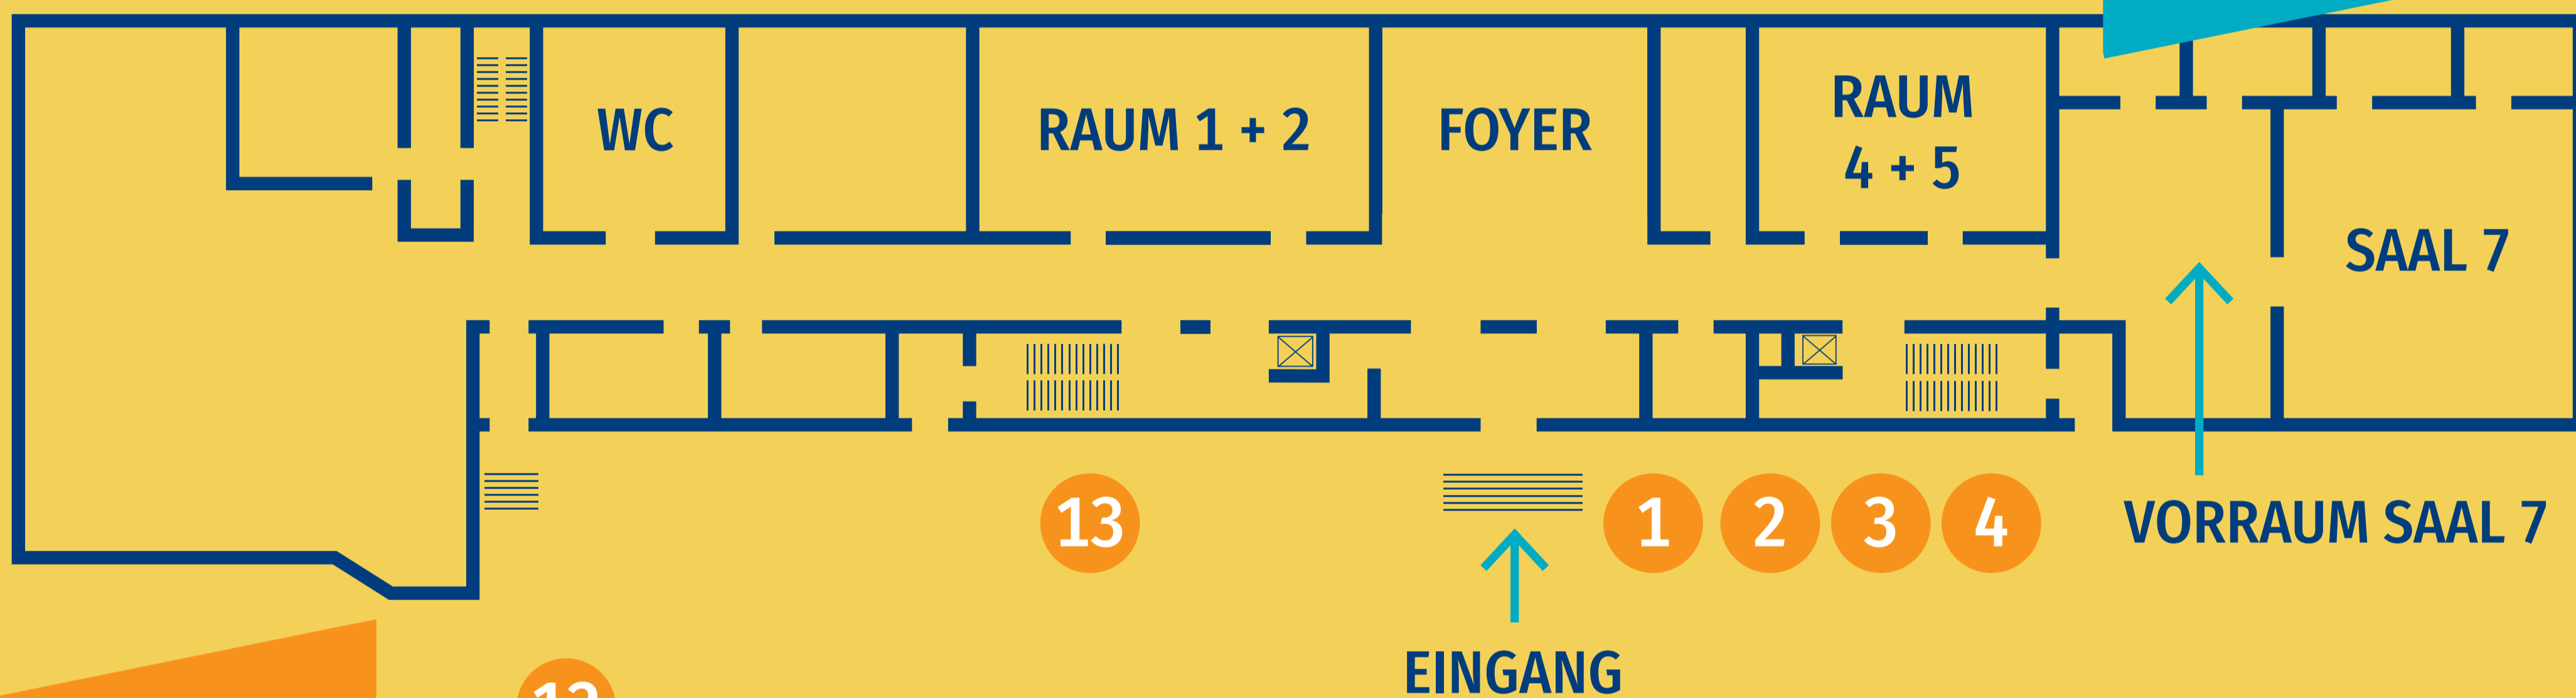 WC
RAUM 1 + 2
FOYER
RAUM
4 + 5
SAAL 7
13
1
2
3
4
VORRAUM SAAL 7
EINGANG